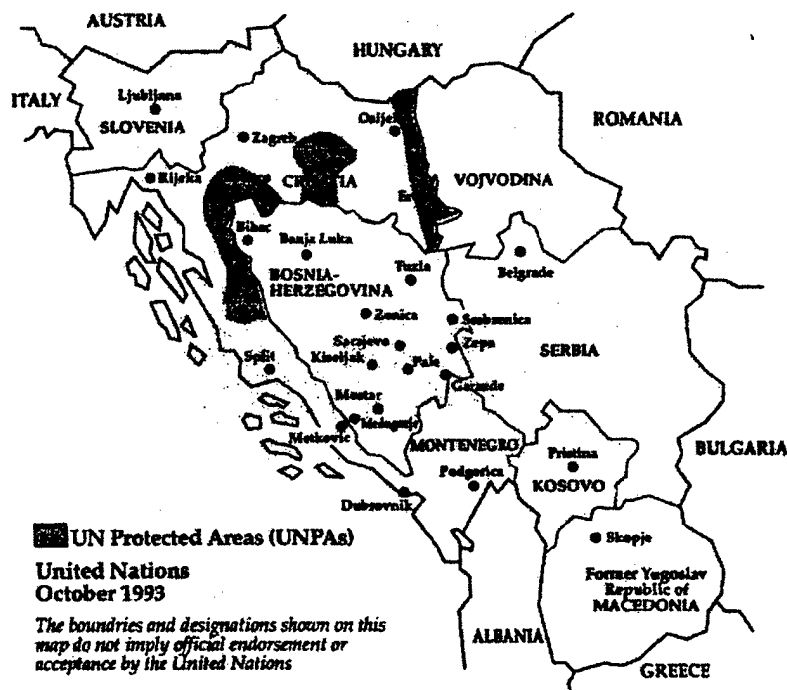 AUSTRIA
HUNGARY
ITALY
Ljubljana
SLOVENIA
ROMANIA
Zagreb
Rijeka
VOJVODINA
Bihac
Banja Luka
BOSNIA-
HERZEGOVINA
Tuzla
Belgrade
Zenica
Srebrenica
Sarajevo
Zepa
SERBIA
Kiseljak
Pale
Split
Mostar
Metkovic
MONTENEGRO
BULGARIA
Pristina
Podgorica
KOSOVO
Dubrovnik
UN Protected Areas (UNPAs)
Skopje
United Nations
October 1993
Former Yugoslav
Republic of
MACEDONIA
The boundries and designations shown on this
map do not imply official endorsement or
acceptance by the United Nations
ALBANIA
GREECE